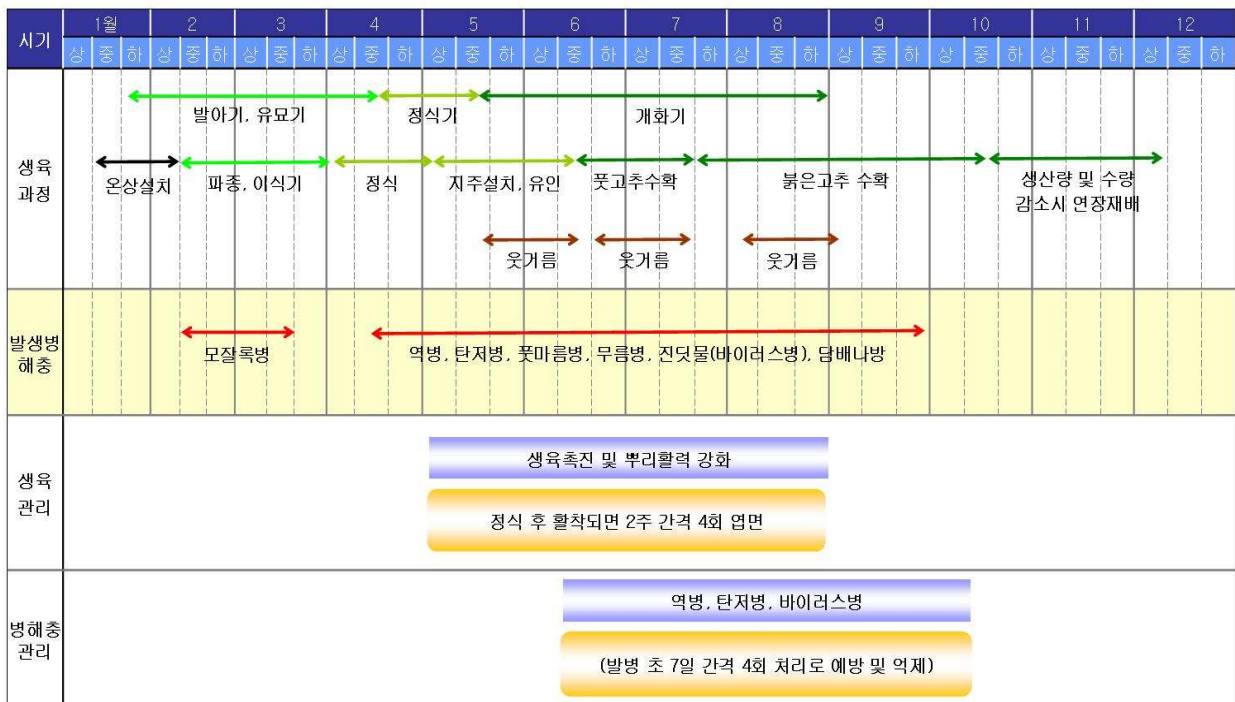 시기
1월 2 3 4 5 6 7 8 9 10 11 12
상 중 하 상 중 하 상 중 하 상 중 하 상 중 하 상 중 하 상 중 하 상 중 하 상 중 하 상 중 하 상 중 하 상 중 하
생육
과정
발아기, 유묘기 정식기 개화기
온상설치 파종, 이식기 정식 지주설치, 유인 풋고추수확 붉은고추 수확 생산량 및 수량
감소시 연장재배
웃거름 웃거름 웃거름
발생병
해충
모잘록병 역병, 탄저병, 풋마름병, 무름병, 진딧물(바이러스병), 담배나방
생육
관리
생육촉진 및 뿌리활력 강화
정식 후 활착되면 2주 간격 4회 엽면
병해충
관리
역병, 탄저병, 바이러스병
(발병 초 7일 간격 4회 처리로 예방 및 억제)